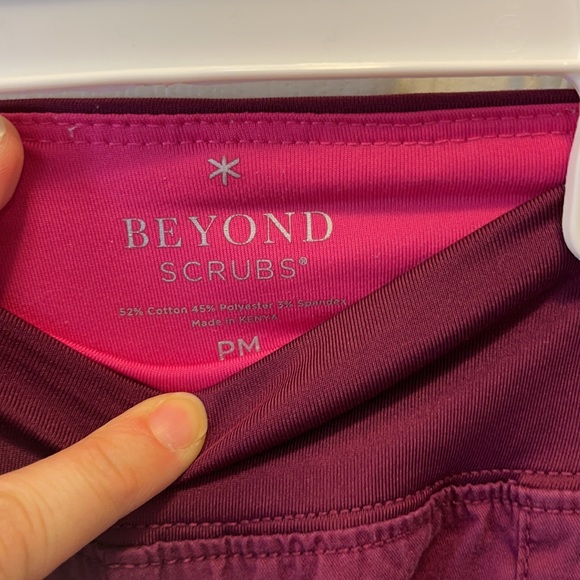 BEYOND
SCRUBS®
52% Cotton 45% Polyester 3% Spandex
Made in KENYA
PM